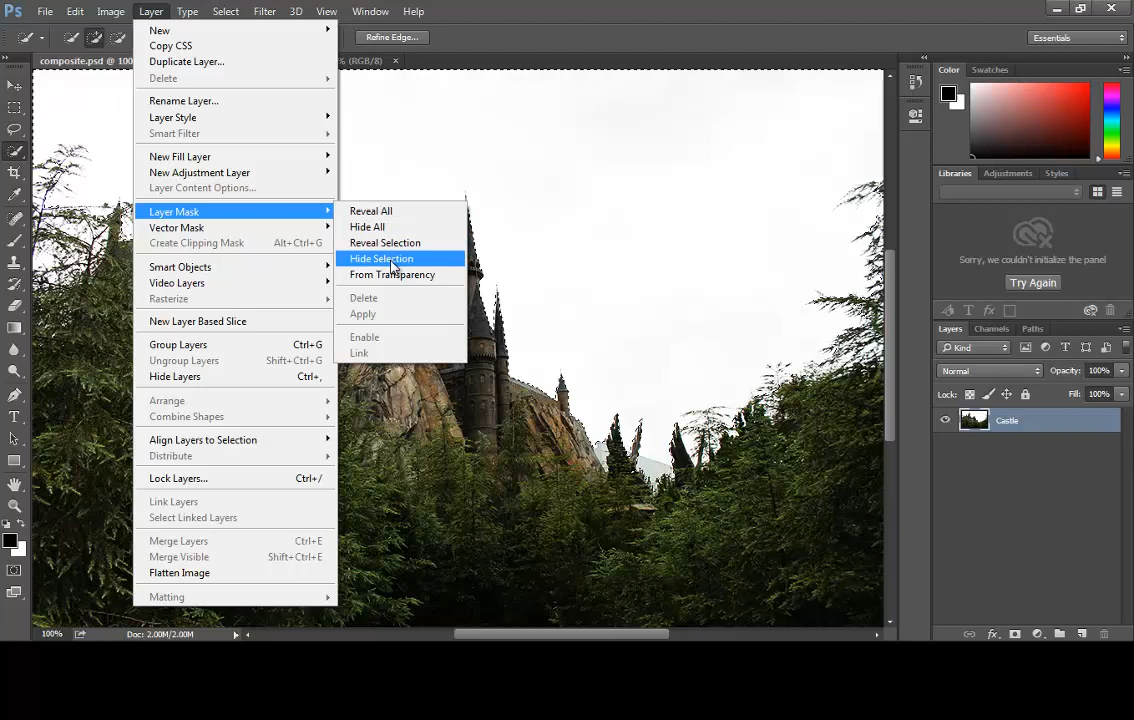 Ps File Edit Image Layer Type Select Filter 3D View Window Help
Refine Edge...
Essentials
composite.psd @ 100
% (RGB/8)
New
Copy CSS
Duplicate Layer...
Delete
Rename Layer...
Layer Style
Smart Filter
New Fill Layer
New Adjustment Layer
Layer Content Options...
Layer Mask
Vector Mask
Create Clipping Mask Alt+Ctrl+G
Smart Objects
Video Layers
Rasterize
New Layer Based Slice
Group Layers Ctrl+G
Ungroup Layers Shift+Ctrl+G
Hide Layers Ctrl+,
Arrange
Combine Shapes
Align Layers to Selection
Distribute
Lock Layers... Ctrl+/
Link Layers
Select Linked Layers
Merge Layers Ctrl+E
Merge Visible Shift+Ctrl+E
Flatten Image
Matting
Reveal All
Hide All
Reveal Selection
Hide Selection
From Transparency
Delete
Apply
Enable
Link
Color Swatches
Libraries Adjustments Styles
Sorry, we couldn't initialize the panel
Try Again
Layers Channels Paths
Kind
Normal Opacity: 100%
Lock: Fill: 100%
Castle
100% Doc: 2.00M/2.00M